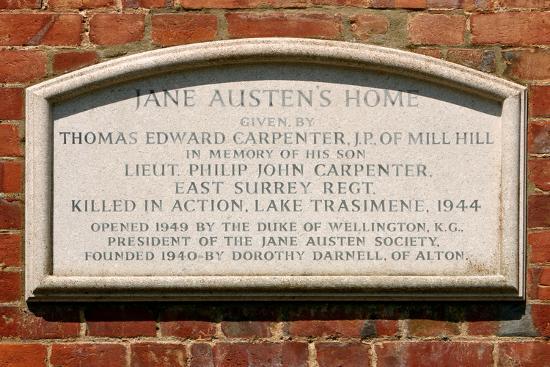 JANE AUSTEN'S HOME
GIVEN BY
THOMAS EDWARD CARPENTER, J.P. OF MILL HILL
IN MEMORY OF HIS SON
LIEUT. PHILIP JOHN CARPENTER,
EAST SURREY REGT.
KILLED IN ACTION, LAKE TRASIMENE, 1944
OPENED 1949 BY THE DUKE OF WELLINGTON, K.G.,
PRESIDENT OF THE JANE AUSTEN SOCIETY,
FOUNDED 1940 BY DOROTHY DARNELL, OF ALTON.